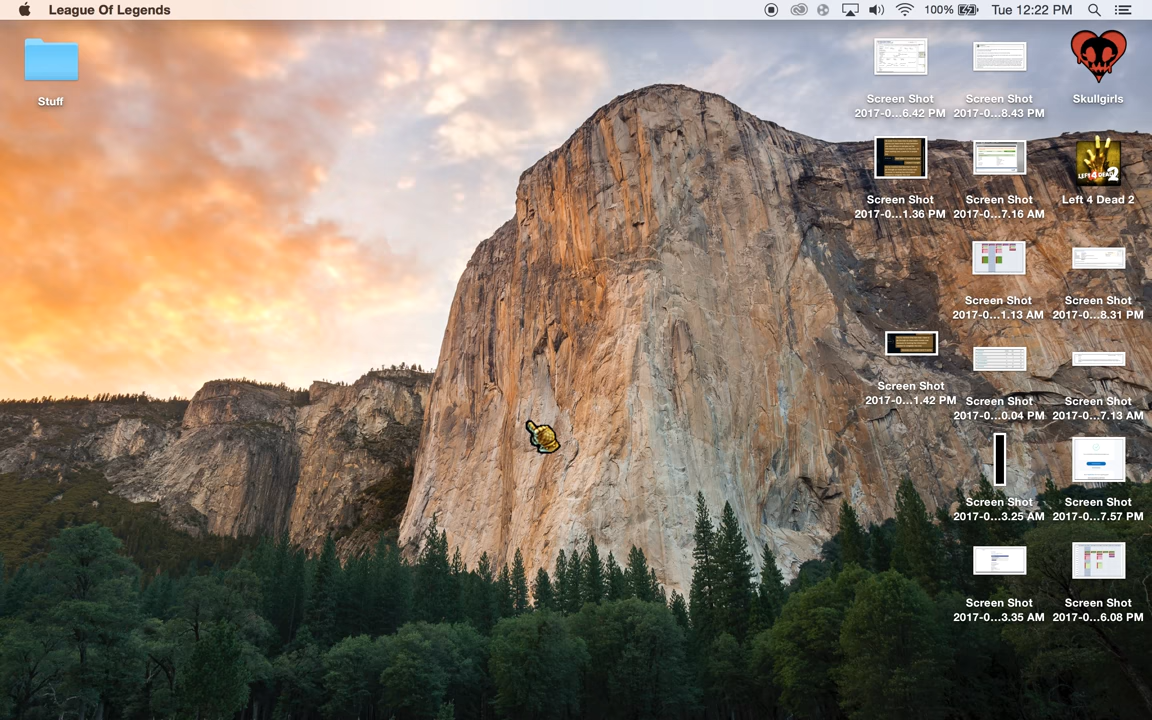 League Of Legends
100%
Tue 12:22 PM
Stuff
Screen Shot
2017-0...6.42 PM
Screen Shot
2017-0...8.43 PM
Skullgirls
Screen Shot
2017-0...1.36 PM
Screen Shot
2017-0...7.16 AM
LEFT 4 DEAD 2
Left 4 Dead 2
Screen Shot
2017-0...1.13 AM
Screen Shot
2017-0...8.31 PM
Screen Shot
2017-0...1.42 PM
Screen Shot
2017-0...0.04 PM
Screen Shot
2017-0...7.13 AM
Screen Shot
2017-0...3.25 AM
Screen Shot
2017-0...7.57 PM
Screen Shot
2017-0...3.35 AM
Screen Shot
2017-0...6.08 PM